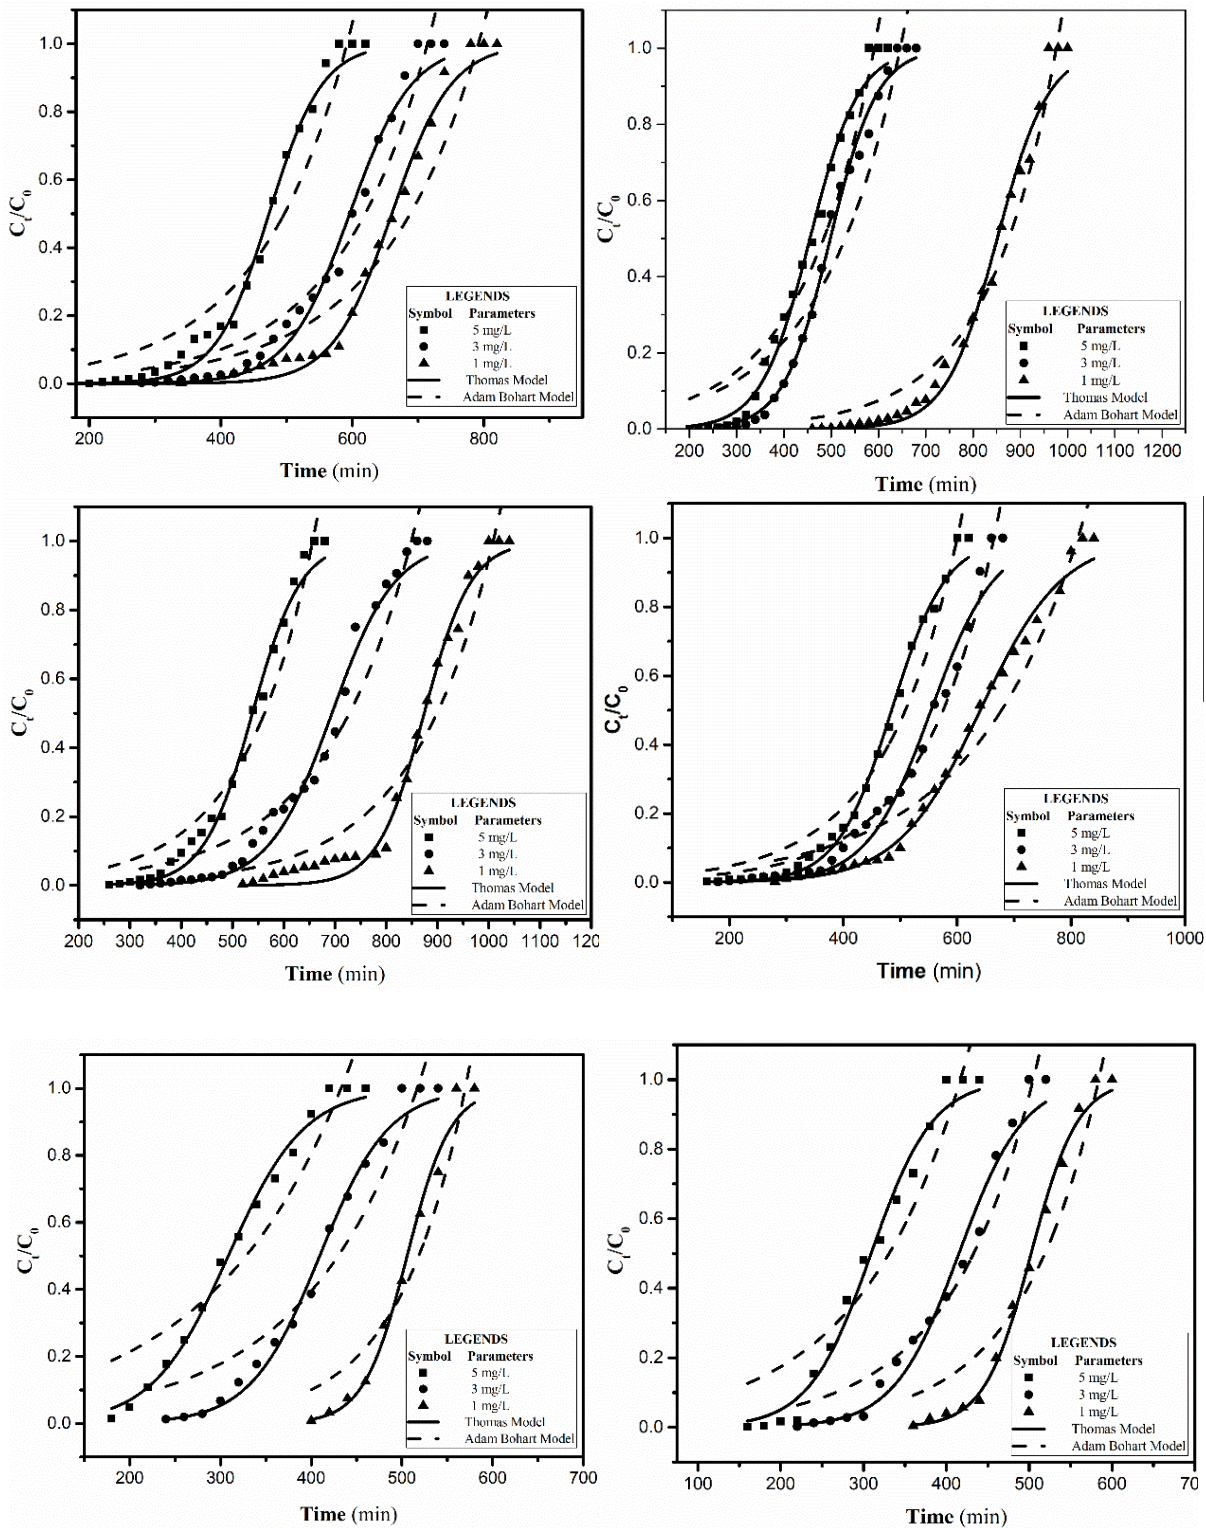 1.0
0.8
0.6
0.4
0.2
0.0
Ct/C0
200
400
600
800
Time (min)
LEGENDS
Symbol Parameters
5 mg/L
3 mg/L
1 mg/L
Thomas Model
Adam Bohart Model
1.0
0.8
0.6
0.4
0.2
0.0
Ct/C0
200 300 400 500 600 700 800 900 1000 1100 1200
Time (min)
LEGENDS
Symbol Parameters
5 mg/L
3 mg/L
1 mg/L
Thomas Model
Adam Bohart Model
1.0
0.8
0.6
0.4
0.2
0.0
Ct/C0
200 300 400 500 600 700 800 900 1000 1100 120
Time (min)
LEGENDS
Symbol Parameters
5 mg/L
3 mg/L
1 mg/L
Thomas Model
Adam Bohart Model
1.0
0.8
0.6
0.4
0.2
0.0
Ct/C0
200 400 600 800 1000
Time (min)
LEGENDS
Symbol Parameters
5 mg/L
3 mg/L
1 mg/L
Thomas Model
Adam Bohart Model
1.0
0.8
0.6
0.4
0.2
0.0
Ct/C0
200 300 400 500 600 700
Time (min)
LEGENDS
Symbol Parameters
5 mg/L
3 mg/L
1 mg/L
Thomas Model
Adam Bohart Model
1.0
0.8
0.6
0.4
0.2
0.0
Ct/C0
100 200 300 400 500 600 70
Time (min)
LEGENDS
Symbol Parameters
5 mg/L
3 mg/L
1 mg/L
Thomas Model
Adam Bohart Model